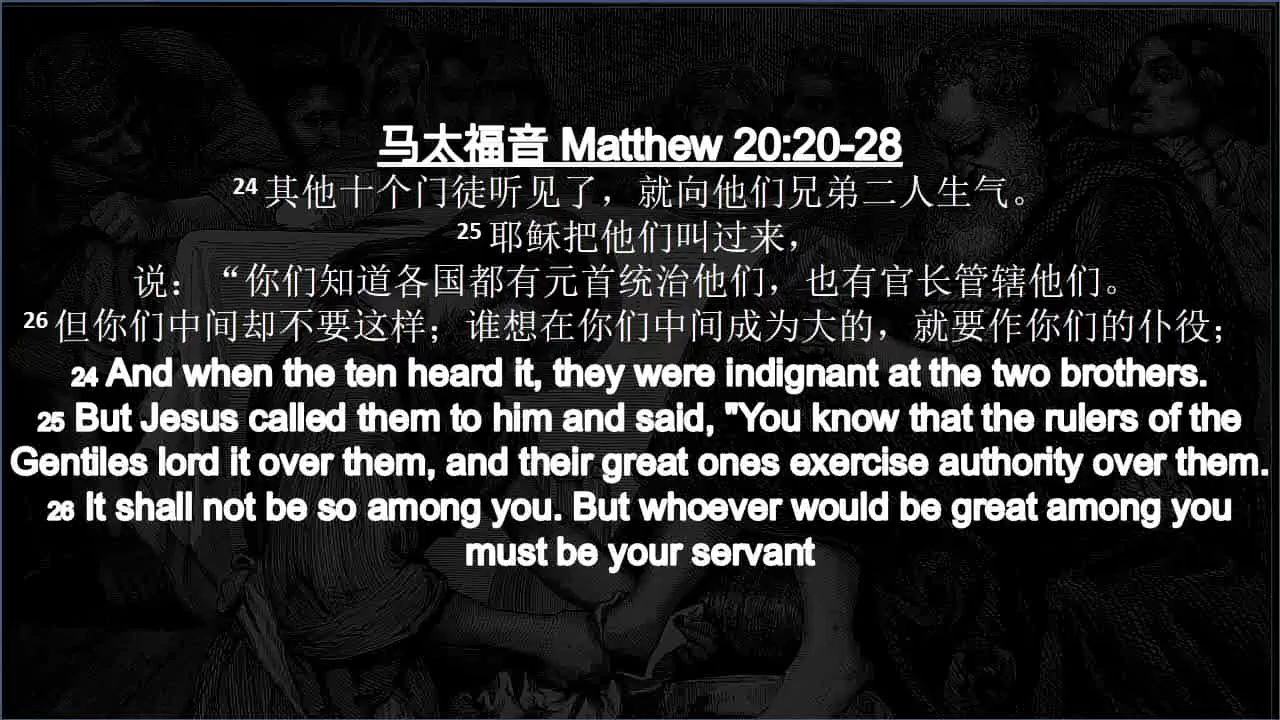 马太福音 Matthew 20:20-28
24 其他十个门徒听见了，就向他们兄弟二人生气。
25 耶稣把他们叫过来，
说：“你们知道各国都有元首统治他们，也有官长管辖他们。
26 但你们中间却不要这样；谁想在你们中间成为大的，就要作你们的仆役；
24 And when the ten heard it, they were indignant at the two brothers.
25 But Jesus called them to him and said, "You know that the rulers of the
Gentiles lord it over them, and their great ones exercise authority over them.
26 It shall not be so among you. But whoever would be great among you
must be your servant